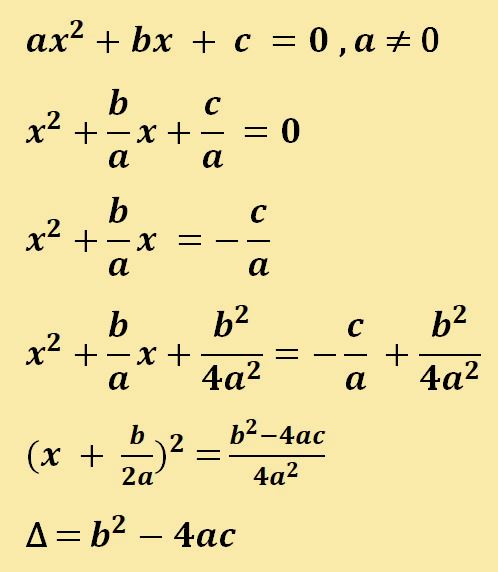 ax² + bx + c = 0 , a ≠ 0
x² + b/a x + c/a = 0
x² + b/a x = − c/a
x² + b/a x + b²/4a² = − c/a + b²/4a²
(x + b/2a)² = b²−4ac/4a²
Δ = b² − 4ac